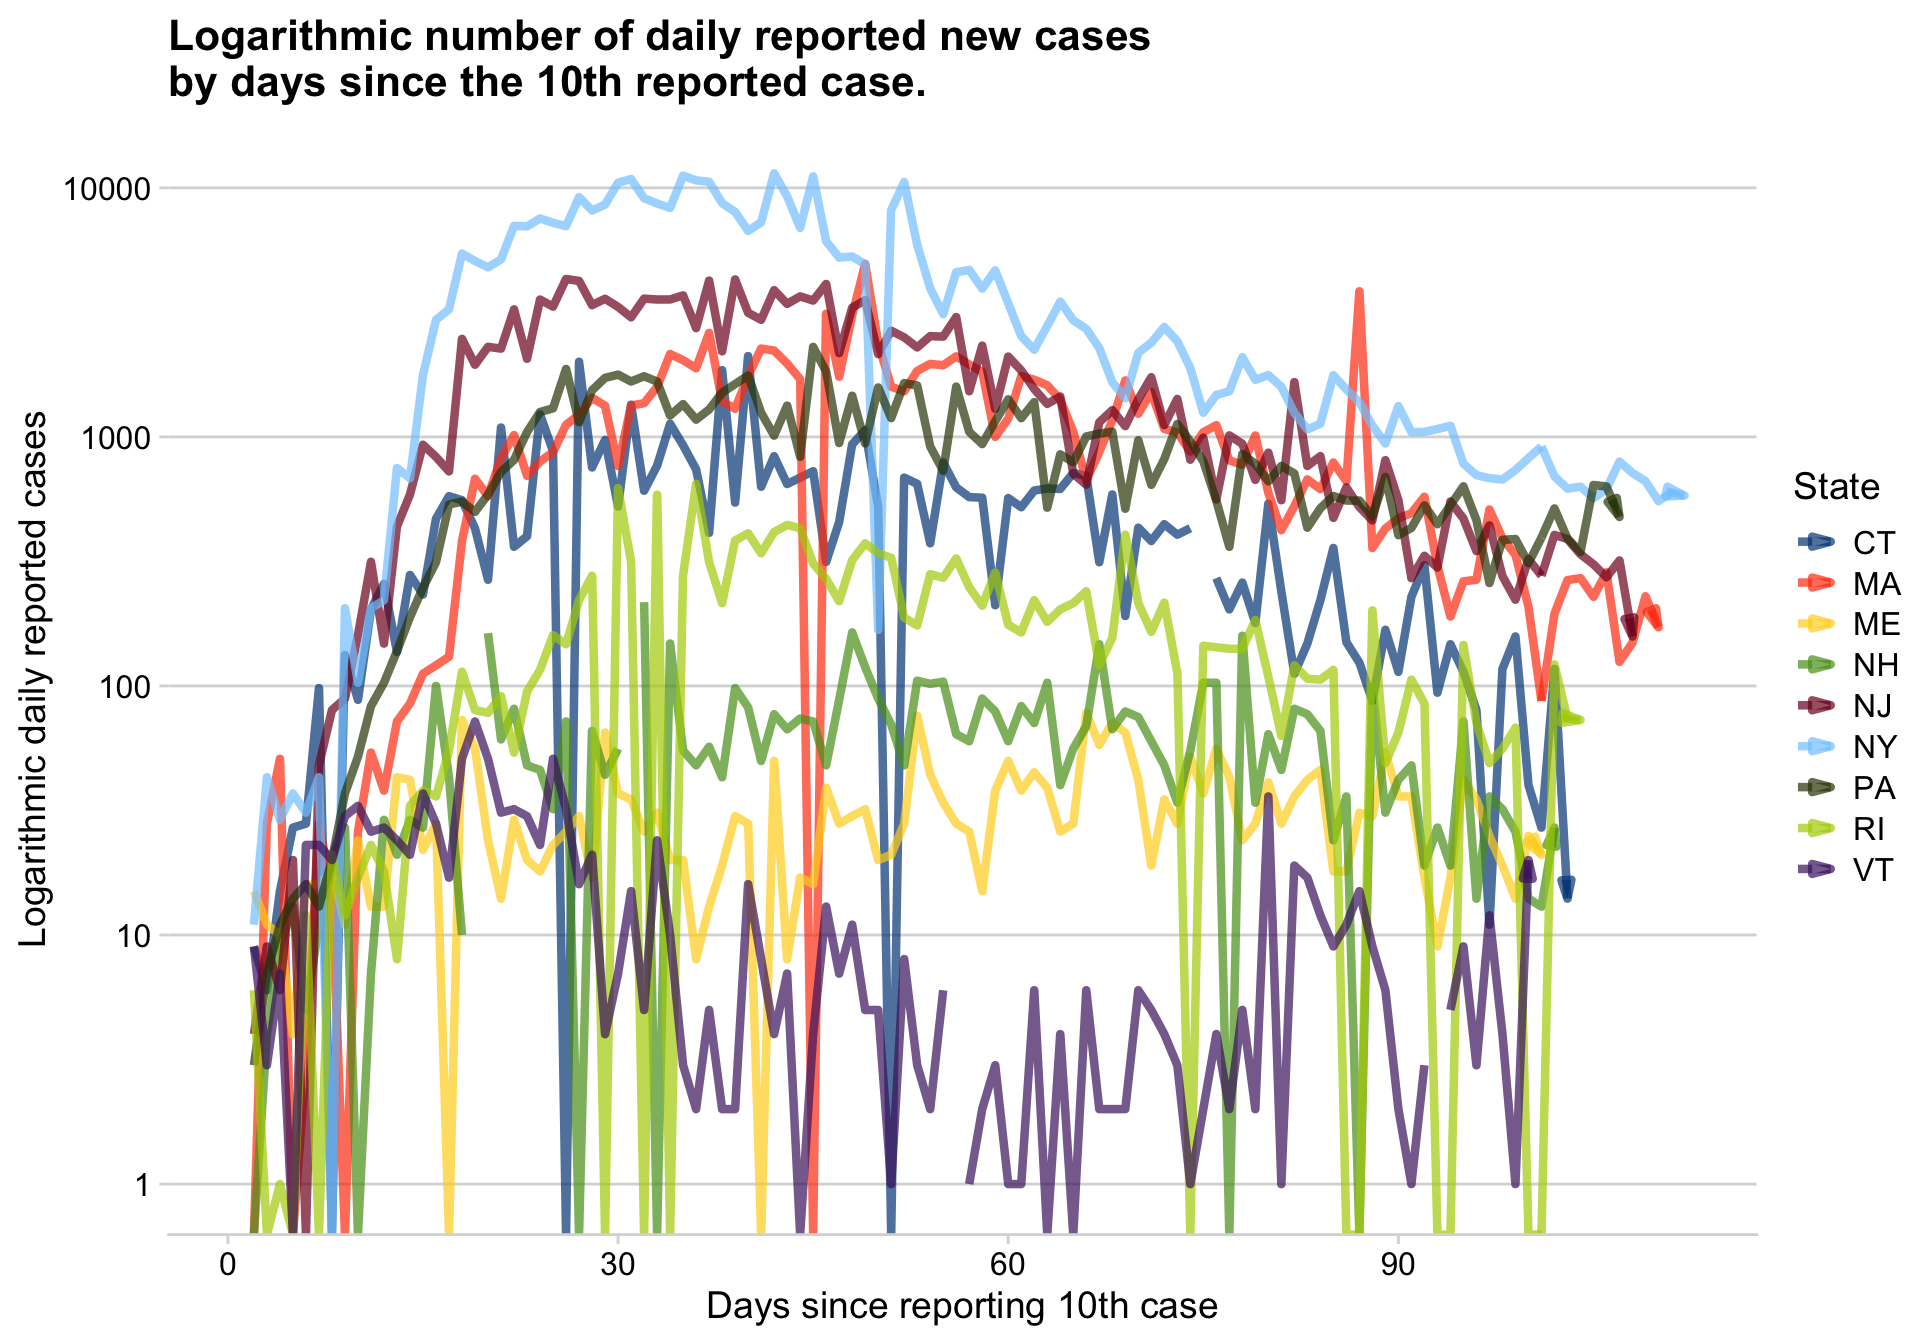 Logarithmic number of daily reported new cases
by days since the 10th reported case.
Logarithmic daily reported cases
10000
1000
100
10
1
0
30
60
90
Days since reporting 10th case
State
CT
MA
ME
NH
NJ
NY
PA
RI
VT